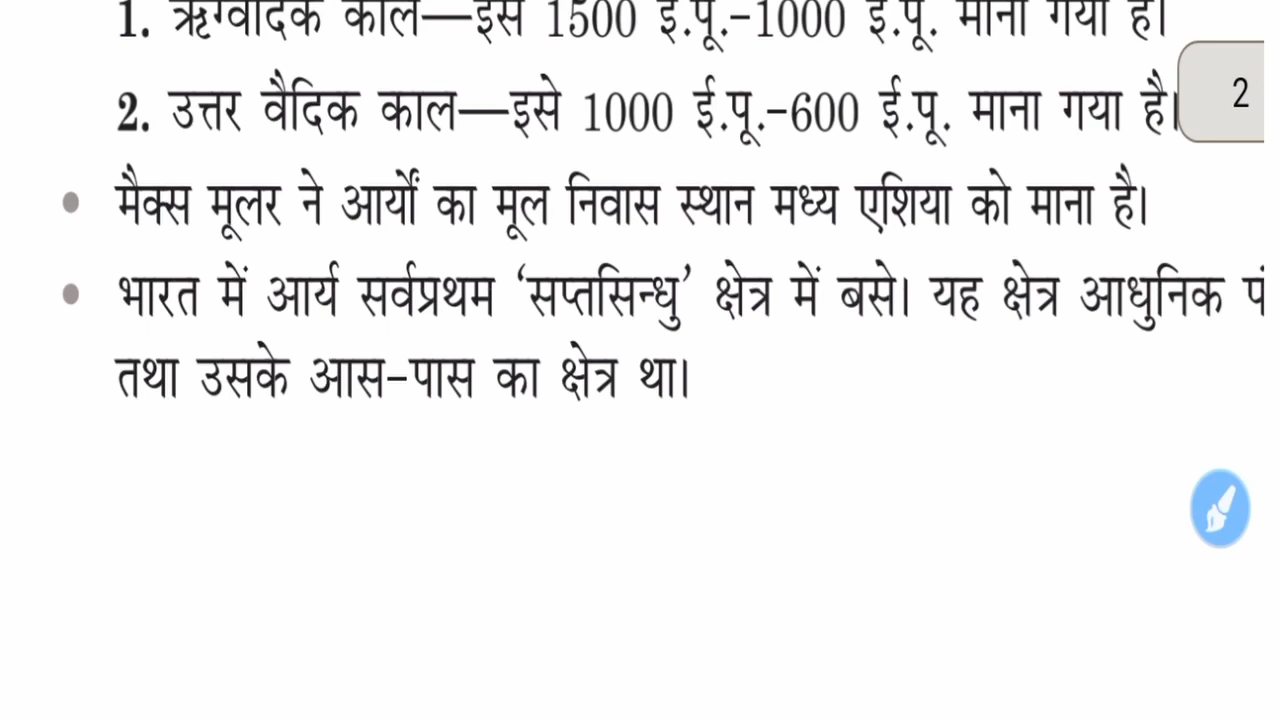 1. ऋग्वैदिक काल—इसे 1500 ई.पू.-1000 ई.पू. माना गया है।
2. उत्तर वैदिक काल—इसे 1000 ई.पू.-600 ई.पू. माना गया है।
2
• मैक्स मूलर ने आर्यों का मूल निवास स्थान मध्य एशिया को माना है।
• भारत में आर्य सर्वप्रथम ‘सप्तसिन्धु’ क्षेत्र में बसे। यह क्षेत्र आधुनिक
तथा उसके आस-पास का क्षेत्र था।